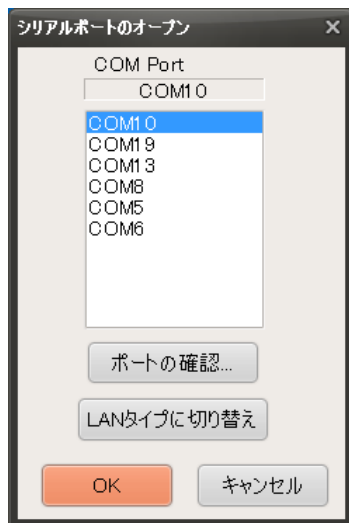 シリアルポートのオープン
COM Port
COM10
COM10
COM19
COM13
COM8
COM5
COM6
ポートの確認...
LANタイプに切り替え
OK
キャンセル